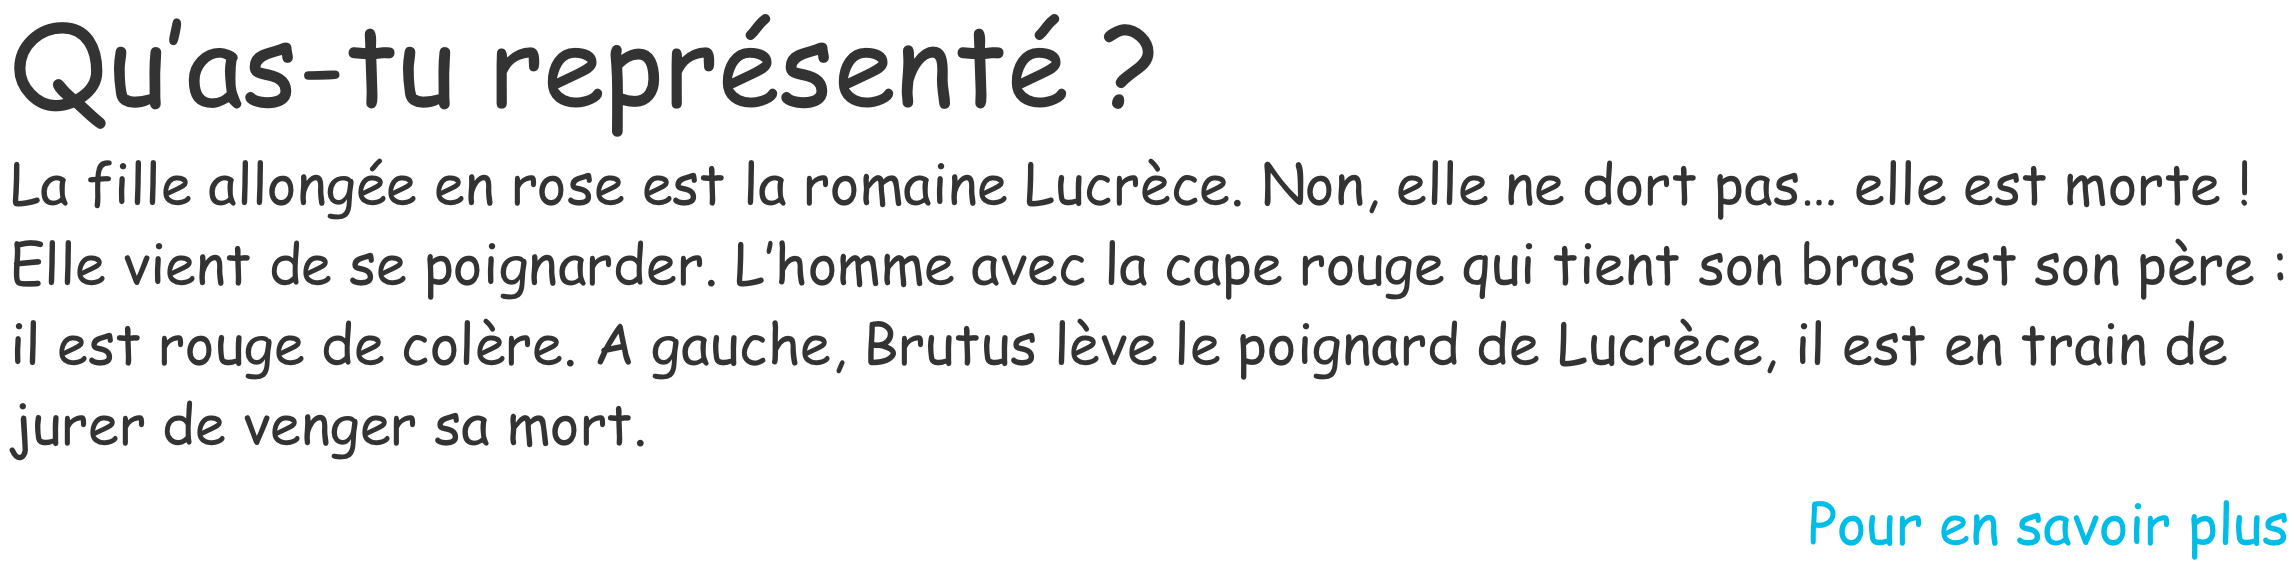 Qu’as-tu représenté ?
La fille allongée en rose est la romaine Lucrèce. Non, elle ne dort pas... elle est morte !
Elle vient de se poignarder. L’homme avec la cape rouge qui tient son bras est son père :
il est rouge de colère. A gauche, Brutus lève le poignard de Lucrèce, il est en train de
jurer de venger sa mort.
Pour en savoir plus